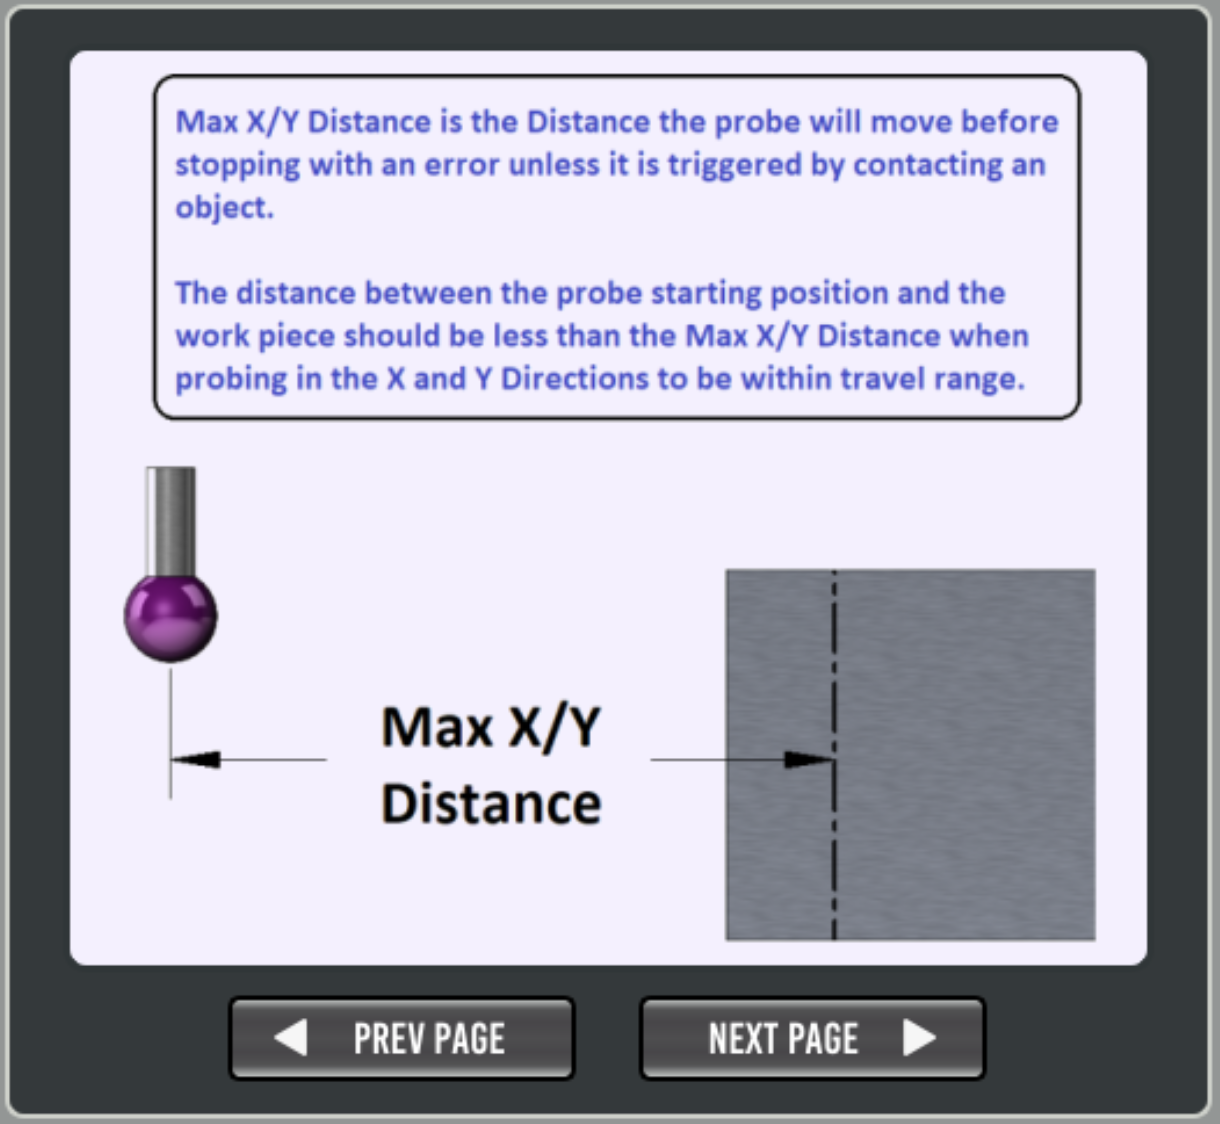 Max X/Y Distance is the Distance the probe will move before
stopping with an error unless it is triggered by contacting an
object.
The distance between the probe starting position and the
work piece should be less than the Max X/Y Distance when
probing in the X and Y Directions to be within travel range.
Max X/Y
Distance
PREV PAGE
NEXT PAGE